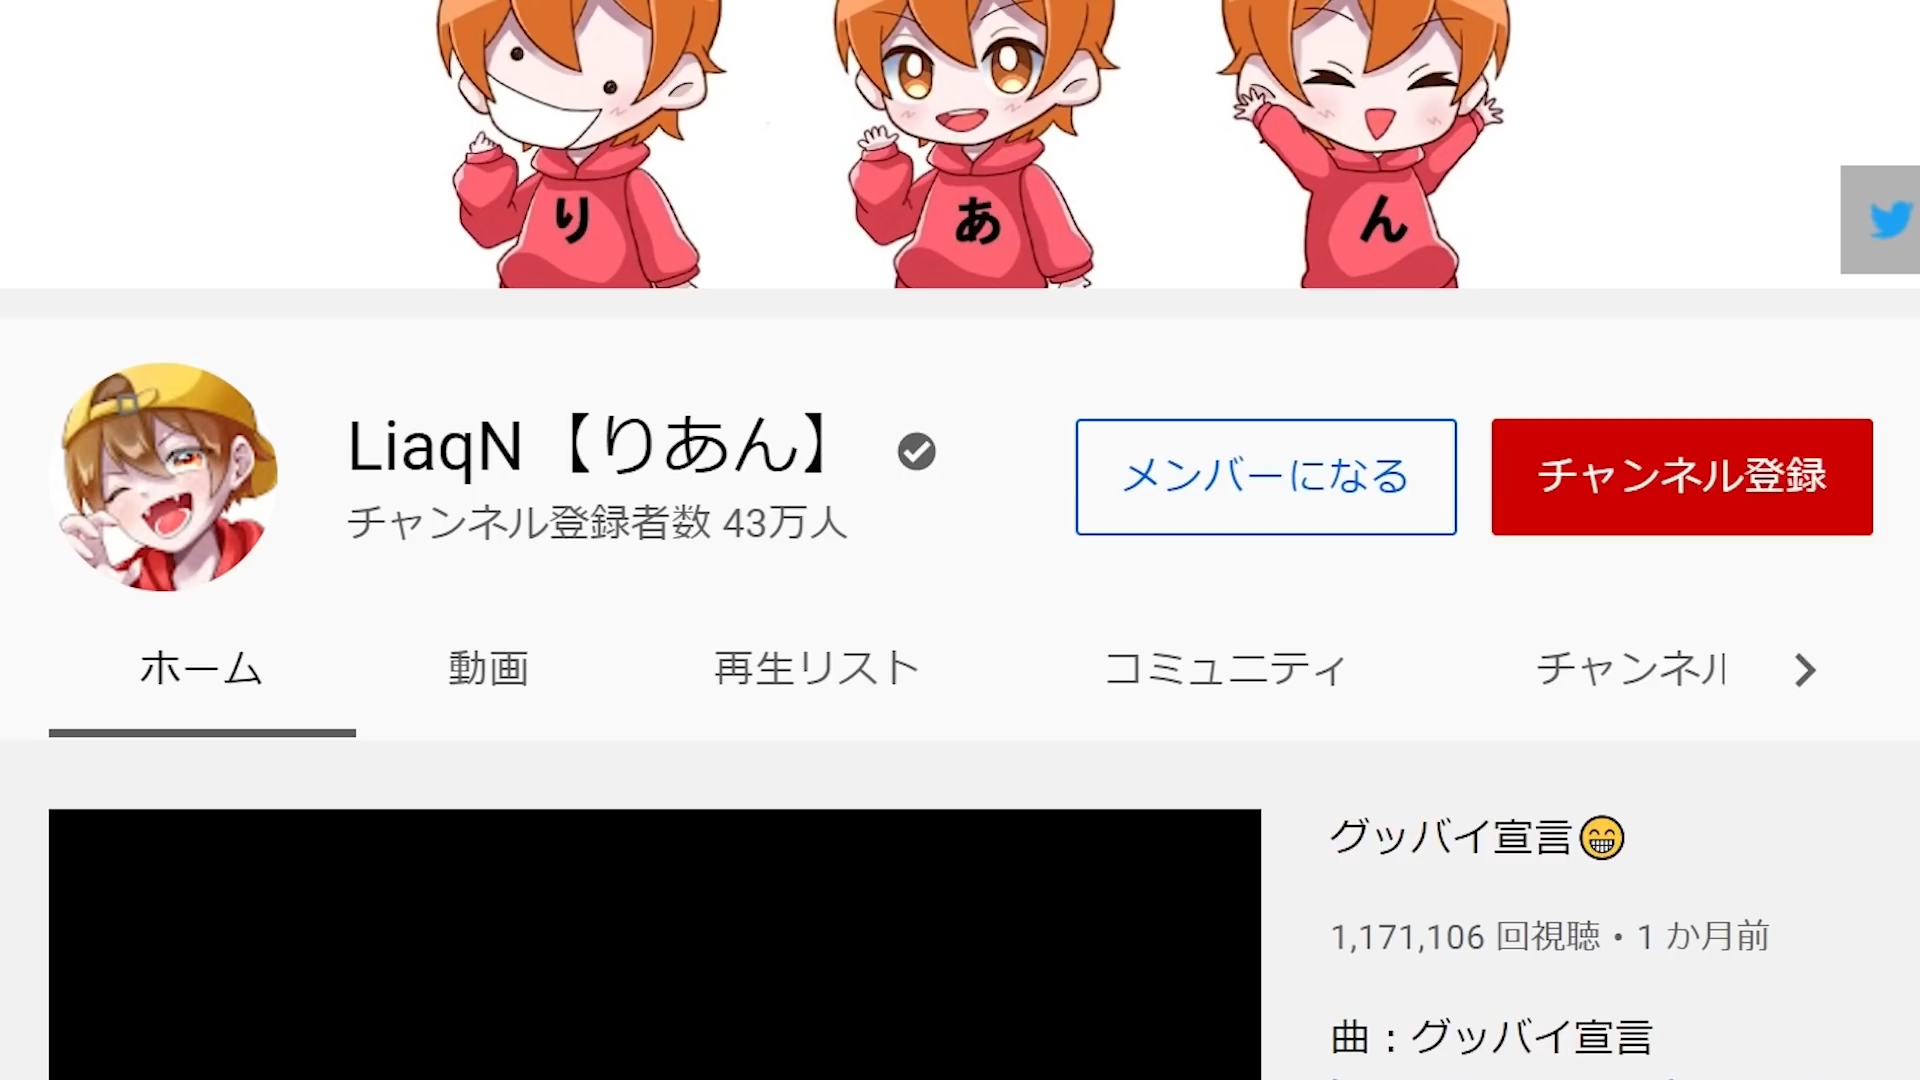 り
あ
ん
LiaqN【りあん】
チャンネル登録者数 43万人
メンバーになる
チャンネル登録
ホーム
動画
再生リスト
コミュニティ
チャンネル
グッバイ宣言😁
1,171,106 回視聴・1 か月前
曲：グッバイ宣言